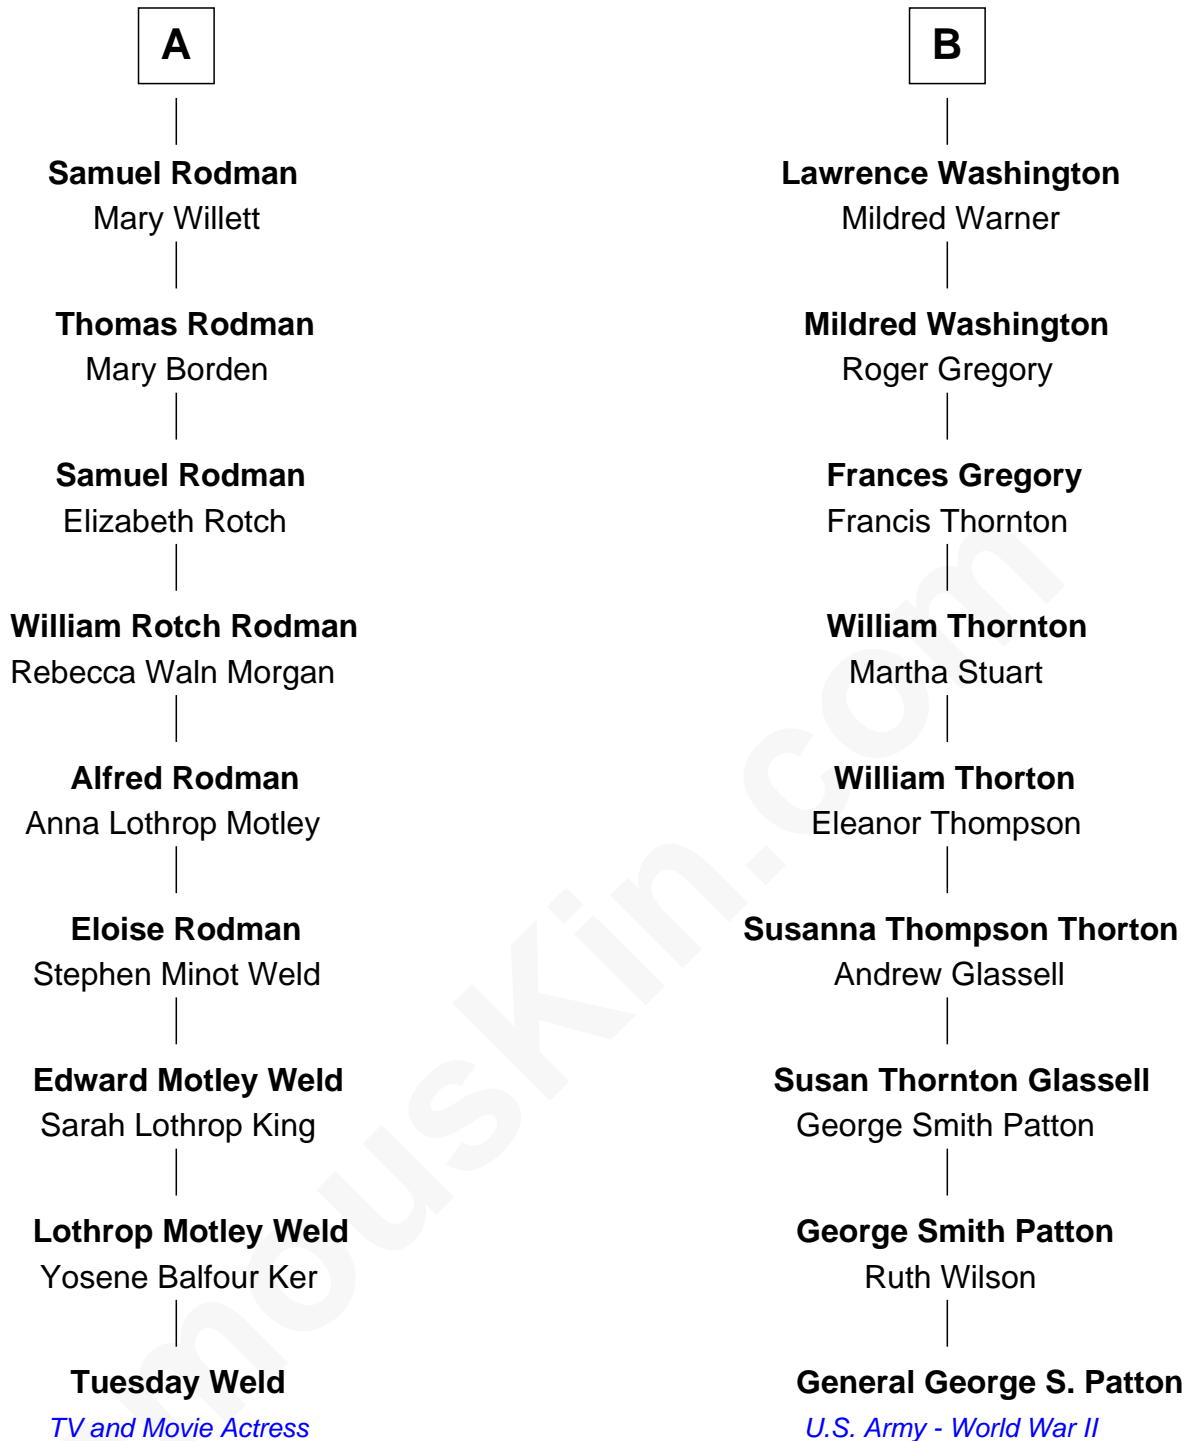 A
Samuel Rodman
Mary Willett
Thomas Rodman
Mary Borden
Samuel Rodman
Elizabeth Rotch
William Rotch Rodman
Rebecca Waln Morgan
Alfred Rodman
Anna Lothrop Motley
Eloise Rodman
Stephen Minot Weld
Edward Motley Weld
Sarah Lothrop King
Lothrop Motley Weld
Yosene Balfour Ker
Tuesday Weld
TV and Movie Actress
B
Lawrence Washington
Mildred Warner
Mildred Washington
Roger Gregory
Frances Gregory
Francis Thornton
William Thornton
Martha Stuart
William Thorton
Eleanor Thompson
Susanna Thompson Thorton
Andrew Glassell
Susan Thornton Glassell
George Smith Patton
George Smith Patton
Ruth Wilson
General George S. Patton
U.S. Army - World War II
mousKin.com